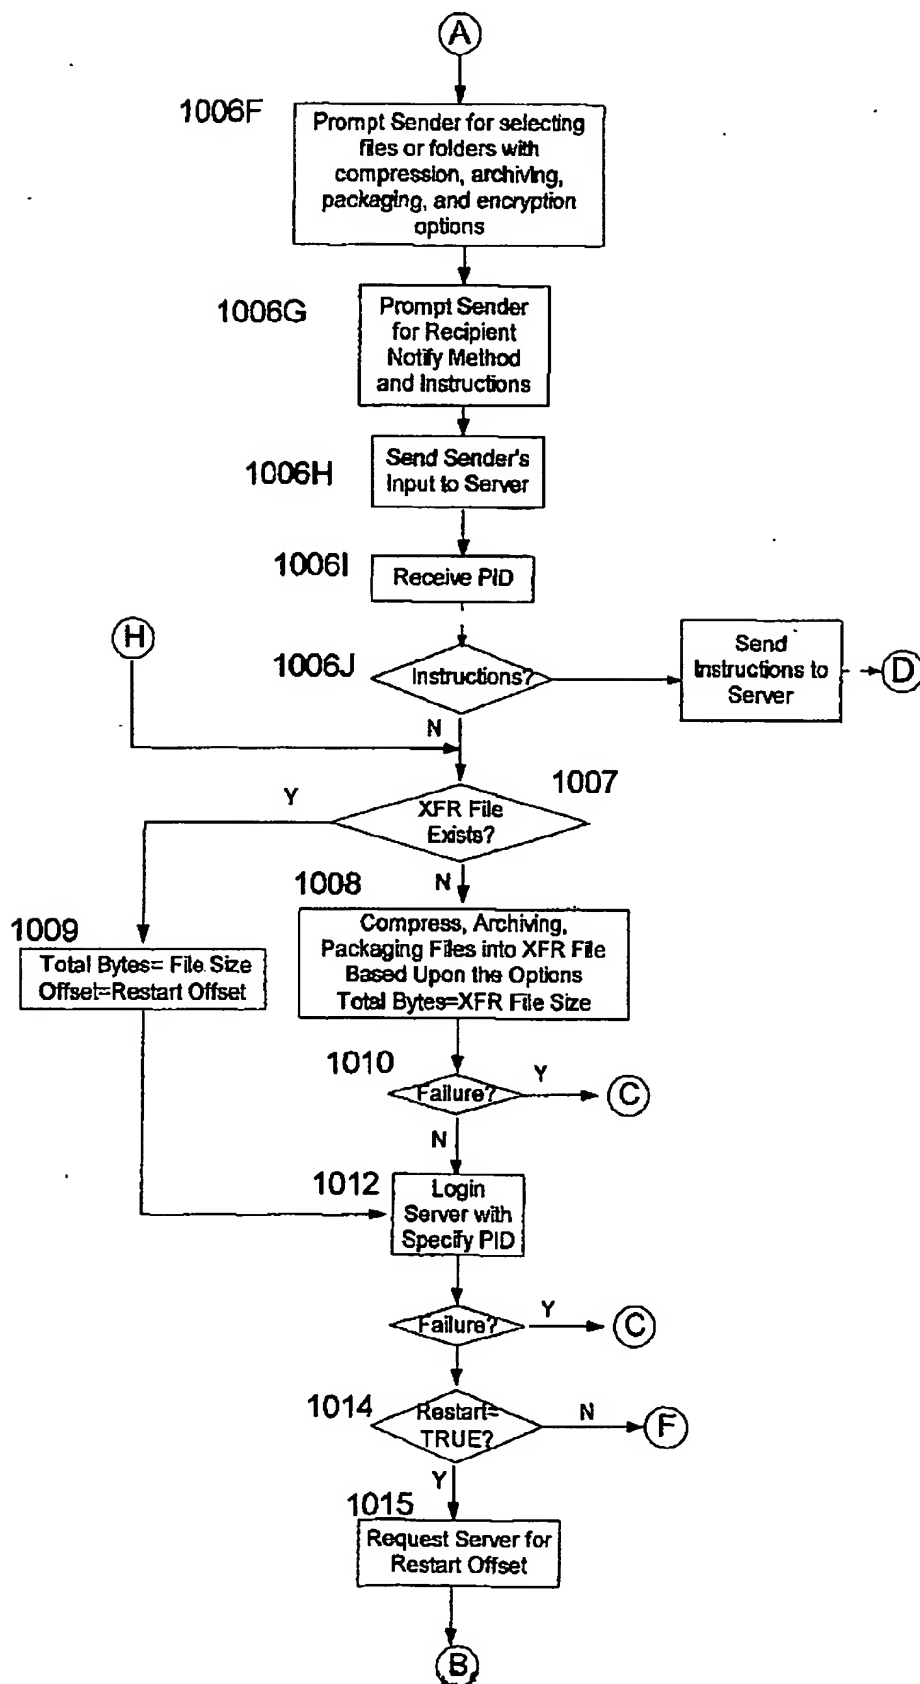 A
1006F
Prompt Sender for selecting
files or folders with
compression, archiving,
packaging, and encryption
options
1006G
Prompt Sender
for Recipient
Notify Method
and Instructions
1006H
Send Sender's
Input to Server
1006I
Receive PID
H
1006J
Instructions?
Send
Instructions to
Server
D
N
1007
Y
XFR File
Exists?
N
1008
Compress, Archiving,
Packaging Files into XFR File
Based Upon the Options
Total Bytes=XFR File Size
1009
Total Bytes= File Size
Offset=Restart Offset
1010
Failure?
Y
C
N
1012
Login
Server with
Specify PID
Failure?
Y
C
1014
Restart=
TRUE?
N
F
Y
1015
Request Server for
Restart Offset
B